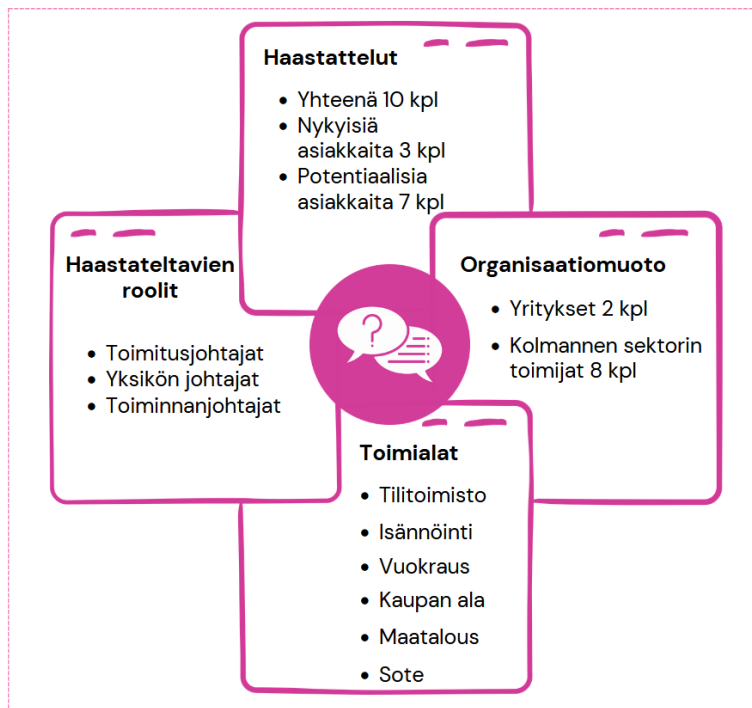 Haastattelut
• Yhteenä 10 kpl
• Nykyisiä
asiakkaita 3 kpl
• Potentiaalisia
asiakkaita 7 kpl
Haastateltavien
roolit
• Toimitusjohtajat
• Yksikön johtajat
• Toiminnanjohtajat
Organisaatiomuoto
• Yritykset 2 kpl
• Kolmannen sektorin
toimijat 8 kpl
?
Toimialat
• Tilitoimisto
• Isännöinti
• Vuokraus
• Kaupan ala
• Maatalous
• Sote